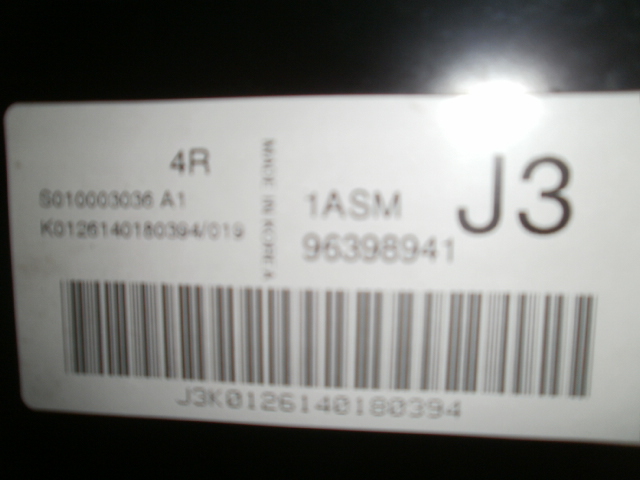 4R
S010003036 A1
K0126140180394/019
MADE IN KOREA
1ASM
96398941
J3
J3K0126140180394